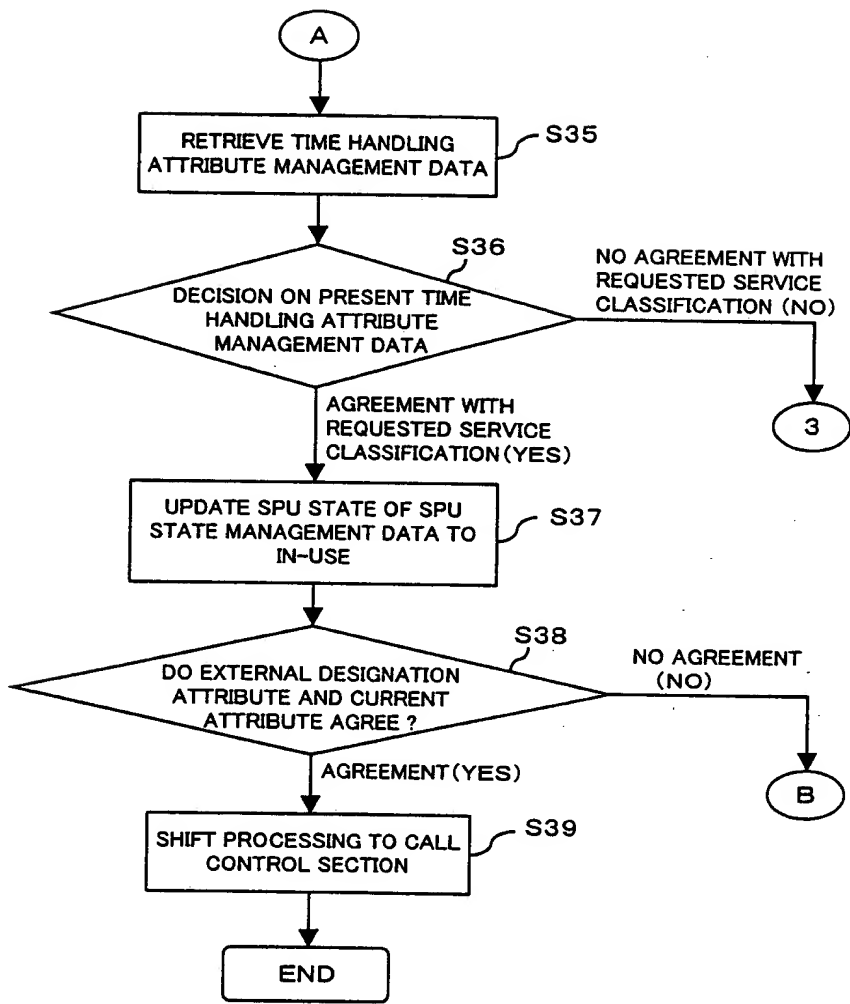 A
RETRIEVE TIME HANDLING
ATTRIBUTE MANAGEMENT DATA
S35
S36
DECISION ON PRESENT TIME
HANDLING ATTRIBUTE
MANAGEMENT DATA
NO AGREEMENT WITH
REQUESTED SERVICE
CLASSIFICATION (NO)
3
AGREEMENT WITH
REQUESTED SERVICE
CLASSIFICATION(YES)
UPDATE SPU STATE OF SPU
STATE MANAGEMENT DATA TO
IN-USE
S37
S38
DO EXTERNAL DESIGNATION
ATTRIBUTE AND CURRENT
ATTRIBUTE AGREE ?
NO AGREEMENT
(NO)
B
AGREEMENT(YES)
SHIFT PROCESSING TO CALL
CONTROL SECTION
S39
END